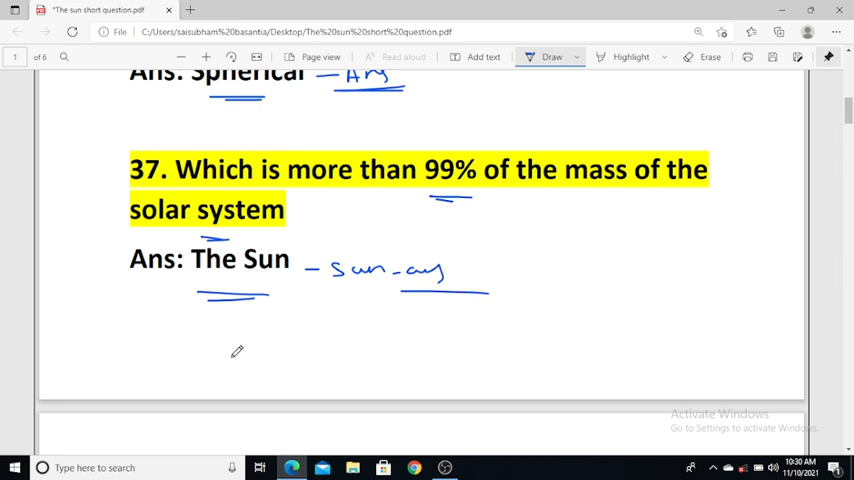 *The sun short question.pdf
File
C:/Users/saisubham%20basantia/Desktop/The%20sun%20short%20question.pdf
1 of 6
Page view
Read aloud
Add text
Draw
Highlight
Erase
Ans: Spherical - Ans
37. Which is more than 99% of the mass of the
solar system
Ans: The Sun - Sun - ans
Activate Windows
Go to Settings to activate Windows.
Type here to search
10:30 AM
11/10/2021